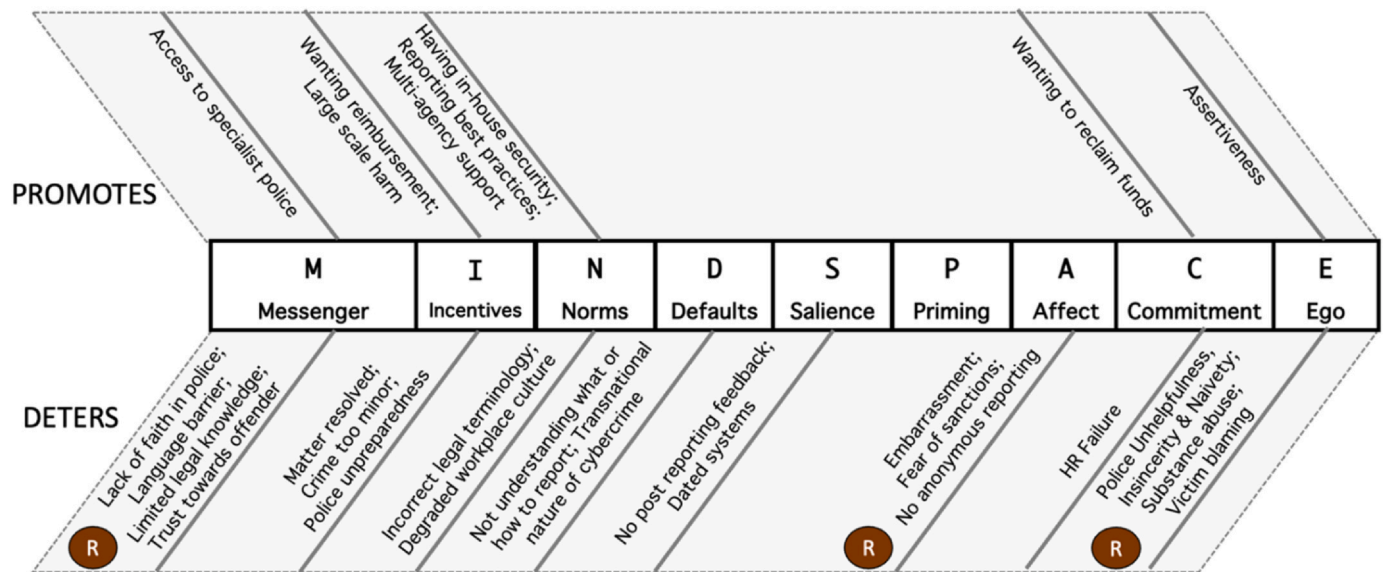 Access to specialist police
Wanting reimbursement;
Large scale harm
Having in-house security;
Reporting best practices;
Multi-agency support
Wanting to reclaim funds
Assertiveness
PROMOTES
M
Messenger
I
Incentives
N
Norms
D
Defaults
S
Salience
P
Priming
A
Affect
C
Commitment
E
Ego
DETERS
Lack of faith in police;
Language barrier;
Limited legal knowledge;
Trust towards offender
Matter resolved;
Crime too minor;
Police unpreparedness
Incorrect legal terminology;
Degraded workplace culture
Not understanding what or
how to report; Transnational
nature of cybercrime
No post reporting feedback;
Dated systems
Embarrassment;
Fear of sanctions;
No anonymous reporting
HR Failure
Police Unhelpfulness,
Insincerity & Naivety;
Substance abuse;
Victim blaming
R
R
R